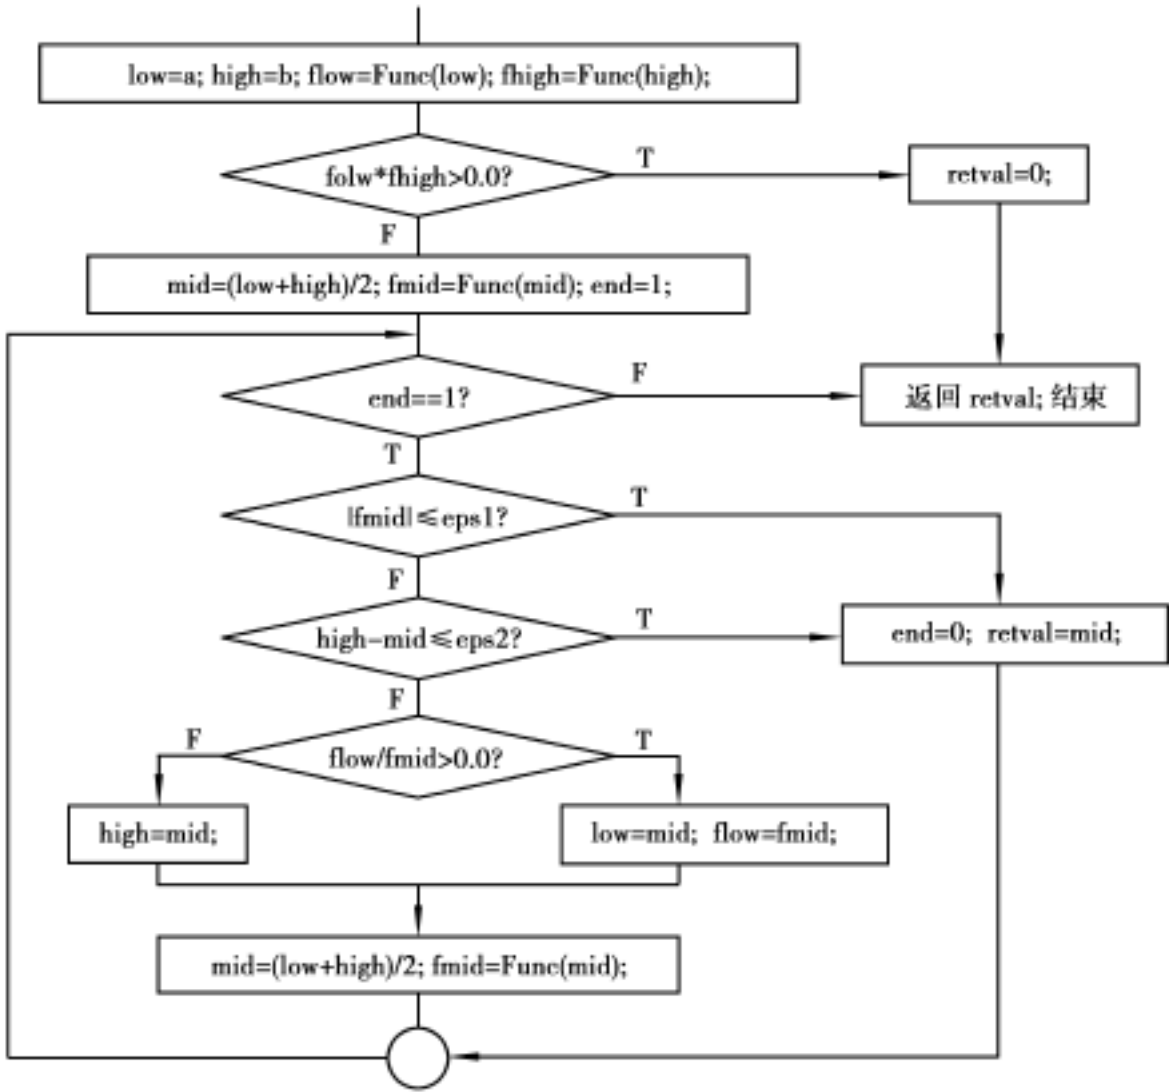 low=a; high=b; flow=Func(low); fhigh=Func(high);
folw*fhigh>0.0?
T
retval=0;
F
mid=(low+high)/2; fmid=Func(mid); end=1;
end==1?
F
返回 retval; 结束
T
|fmid|≤eps1?
T
F
high-mid≤eps2?
T
end=0; retval=mid;
F
flow/fmid>0.0?
F
T
high=mid;
low=mid; flow=fmid;
mid=(low+high)/2; fmid=Func(mid);